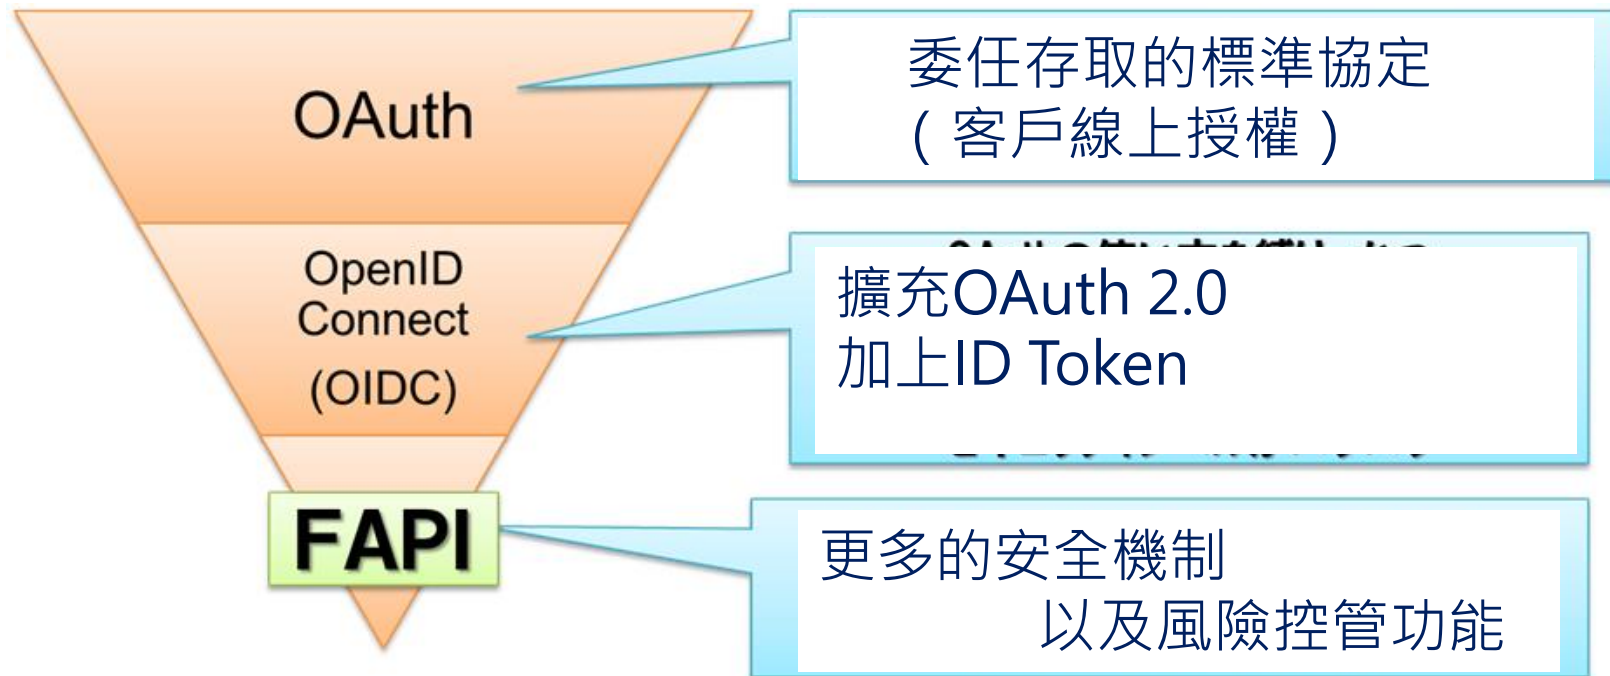 OAuth
委任存取的標準協定
（客戶線上授權）
OpenID
Connect
(OIDC)
擴充OAuth 2.0
加上ID Token
FAPI
更多的安全機制
以及風險控管功能